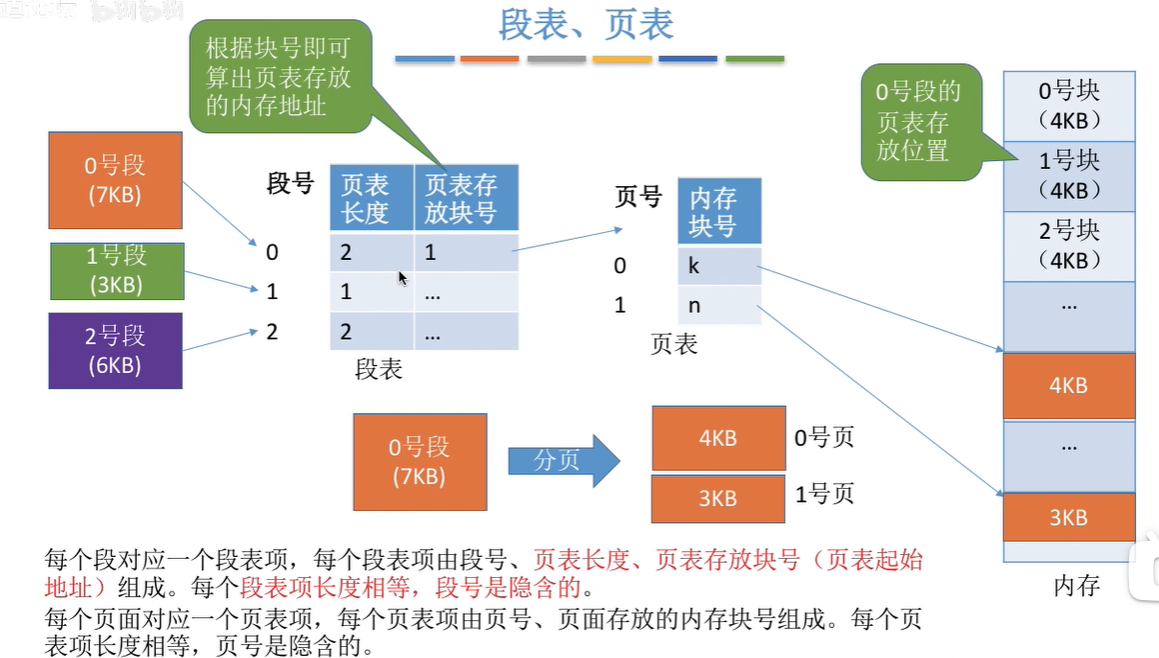 段表、页表
根据块号即可
算出页表存放
的内存地址
0号段的
页表存
放位置
0号段
(7KB)
1号段
(3KB)
2号段
(6KB)
段号
页表
长度
页表存
放块号
0
2
1
1
1
...
2
2
...
段表
页号
内存
块号
0
k
1
n
页表
0号块
（4KB）
1号块
（4KB）
2号块
（4KB）
...
4KB
...
3KB
内存
0号段
(7KB)
分页
4KB
0号页
3KB
1号页
每个段对应一个段表项，每个段表项由段号、页表长度、页表存放块号（页表起始
地址）组成。每个段表项长度相等，段号是隐含的。
每个页面对应一个页表项，每个页表项由页号、页面存放的内存块号组成。每个页
表项长度相等，页号是隐含的。